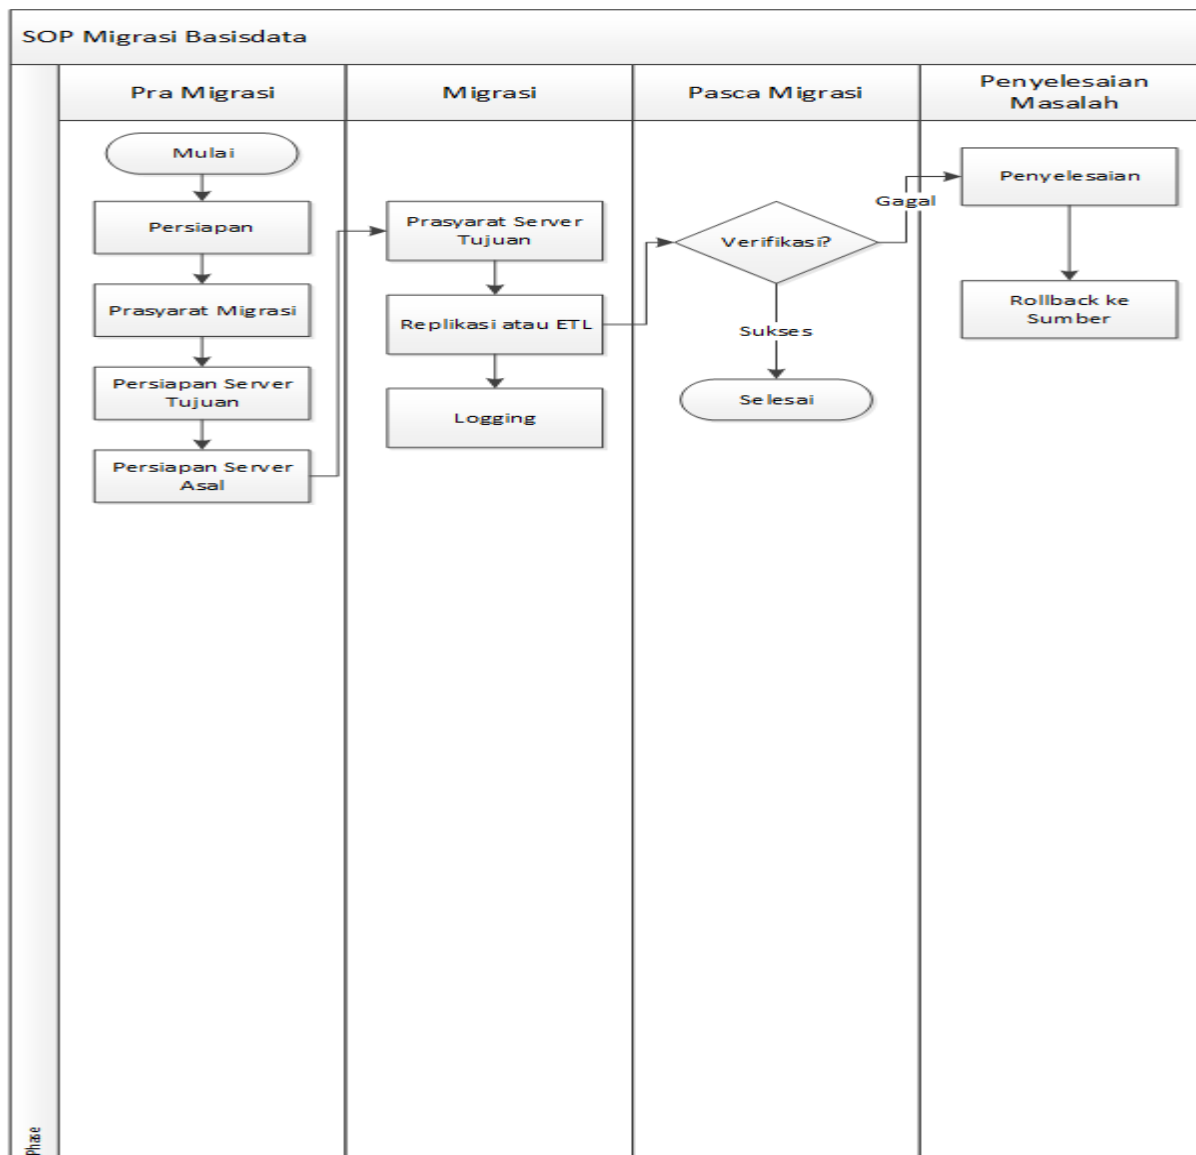 SOP Migrasi Basisdata
Pra Migrasi
Migrasi
Pasca Migrasi
Penyelesaian
Masalah
Mulai
Persiapan
Prasyarat Migrasi
Persiapan Server
Tujuan
Persiapan Server
Asal
Prasyarat Server
Tujuan
Replikasi atau ETL
Logging
Verifikasi?
Gagal
Sukses
Selesai
Penyelesaian
Rollback ke
Sumber
Phase